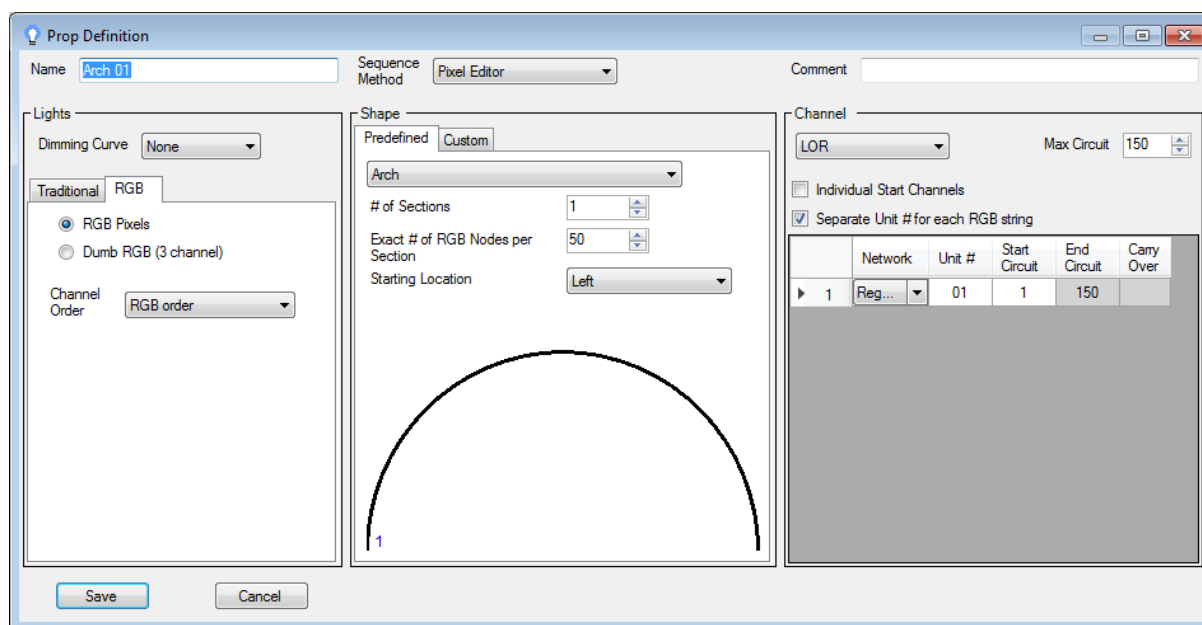 Prop Definition
Name Arch 01 Sequence Method Pixel Editor Comment
Lights
Dimming Curve None
Traditional RGB
RGB Pixels
Dumb RGB (3 channel)
Channel Order RGB order
Shape
Predefined Custom
Arch
# of Sections 1
Exact # of RGB Nodes per Section 50
Starting Location Left
1
Channel
LOR Max Circuit 150
Individual Start Channels
Separate Unit # for each RGB string
Network Unit # Start Circuit End Circuit Carry Over
1 Reg... 01 1 150
Save Cancel